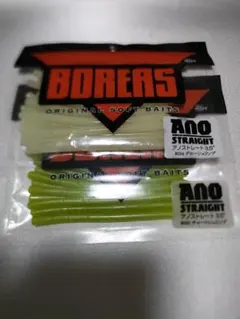 BOREAS
ORIGINAL SOFT BAITS
ANO
STRAIGHT
アノストレート
ORIGINAL SOFT BAITS
ANO
STRAIGHT
アノストレート